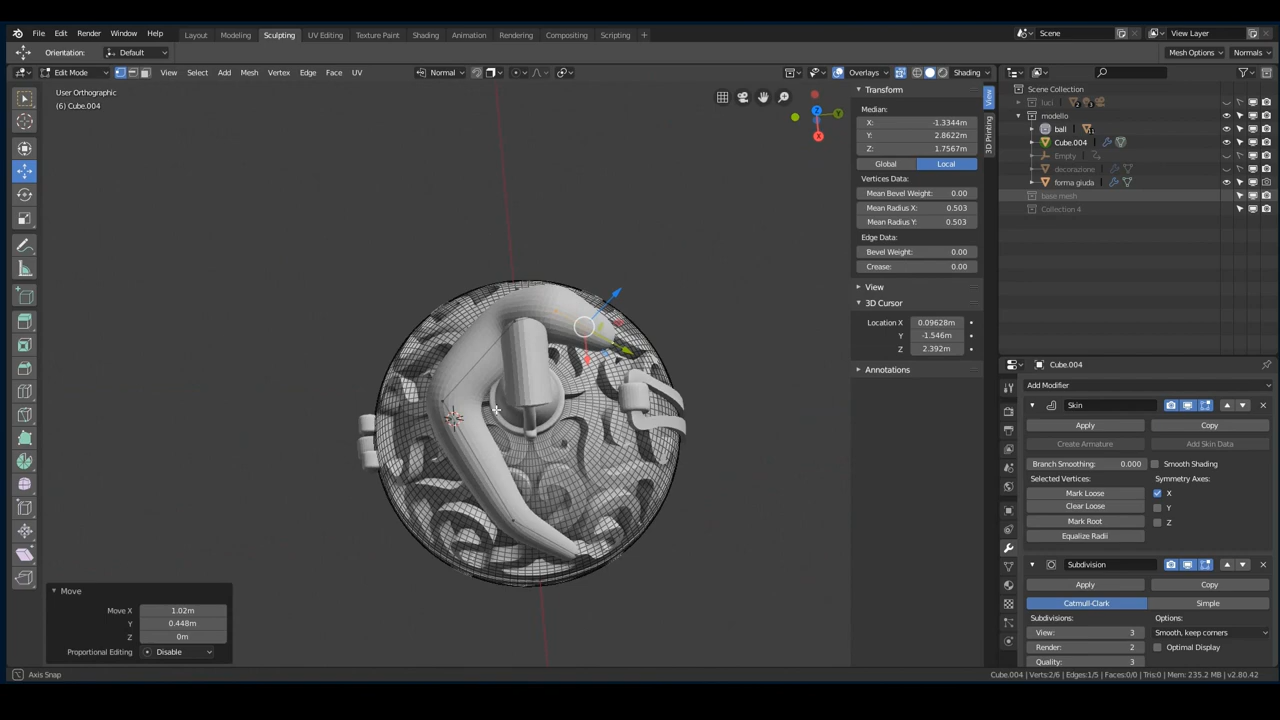 File Edit Render Window Help Layout Modeling Sculpting UV Editing Texture Paint Shading Animation Rendering Compositing Scripting + Scene View Layer
Orientation: Default Mesh Options Normals
Edit Mode View Select Add Mesh Vertex Edge Face UV Normal Overlays Shading
User Orthographic
(6) Cube.004
Z
Y
X
Transform
Median:
X: -1.3344m
Y: 2.8622m
Z: 1.7567m
Global Local
Vertices Data:
Mean Bevel Weight: 0.00
Mean Radius X: 0.503
Mean Radius Y: 0.503
Edge Data:
Bevel Weight: 0.00
Crease: 0.00
View
3D Cursor
Location X 0.09628m
Y -1.546m
Z 2.392m
Annotations
View
3D Printing
Scene Collection
luci
modello
ball
Cube.004
Empty
decorazione
forma giuda
base mesh
Collection 4
Cube.004
Add Modifier
Skin
Apply Copy
Create Armature Add Skin Data
Branch Smoothing: 0.000 Smooth Shading
Selected Vertices: Symmetry Axes:
Mark Loose X
Clear Loose Y
Mark Root Z
Equalize Radii
Subdivision
Apply Copy
Catmull-Clark Simple
Subdivisions: Options:
View: 3 Smooth, keep corners
Render: 2 Optimal Display
Quality: 3
Move
Move X 1.02m
Y 0.448m
Z 0m
Proportional Editing Disable
Axis Snap
Cube.004 | Verts:2/6 | Edges:1/5 | Faces:0/0 | Tris:0 | Mem: 235.2 MB | v2.80.42